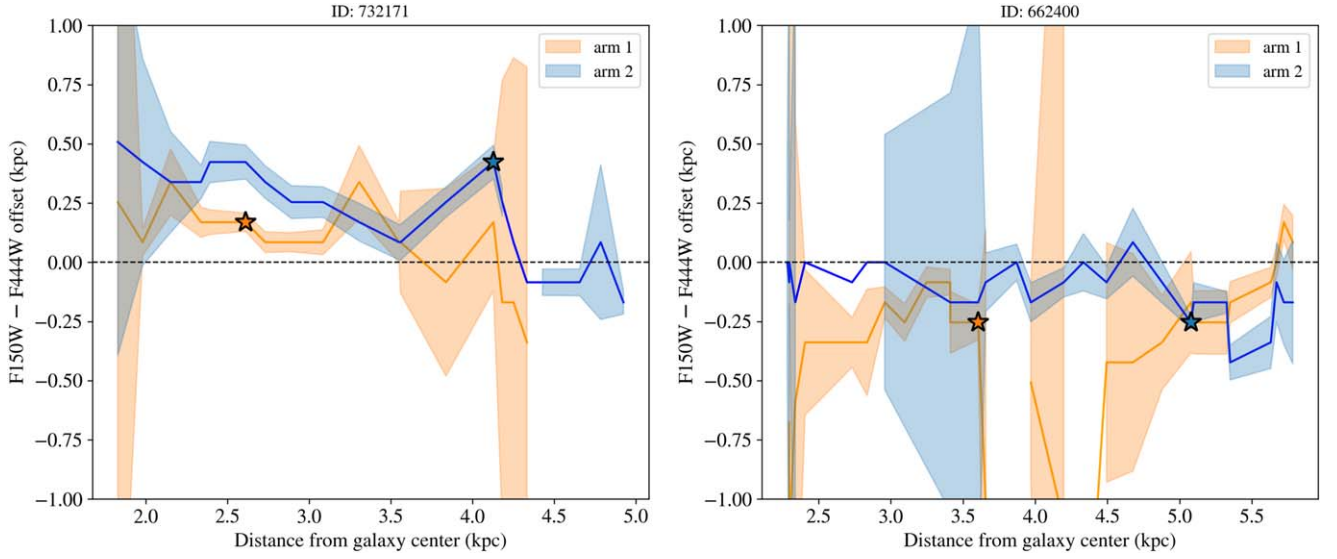 ID: 732171
1.00
0.75
0.50
0.25
0.00
−0.25
−0.50
−0.75
−1.00
F150W − F444W offset (kpc)
arm 1
arm 2
2.0 2.5 3.0 3.5 4.0 4.5 5.0
Distance from galaxy center (kpc)
ID: 662400
1.00
0.75
0.50
0.25
0.00
−0.25
−0.50
−0.75
−1.00
F150W − F444W offset (kpc)
arm 1
arm 2
2.5 3.0 3.5 4.0 4.5 5.0 5.5
Distance from galaxy center (kpc)